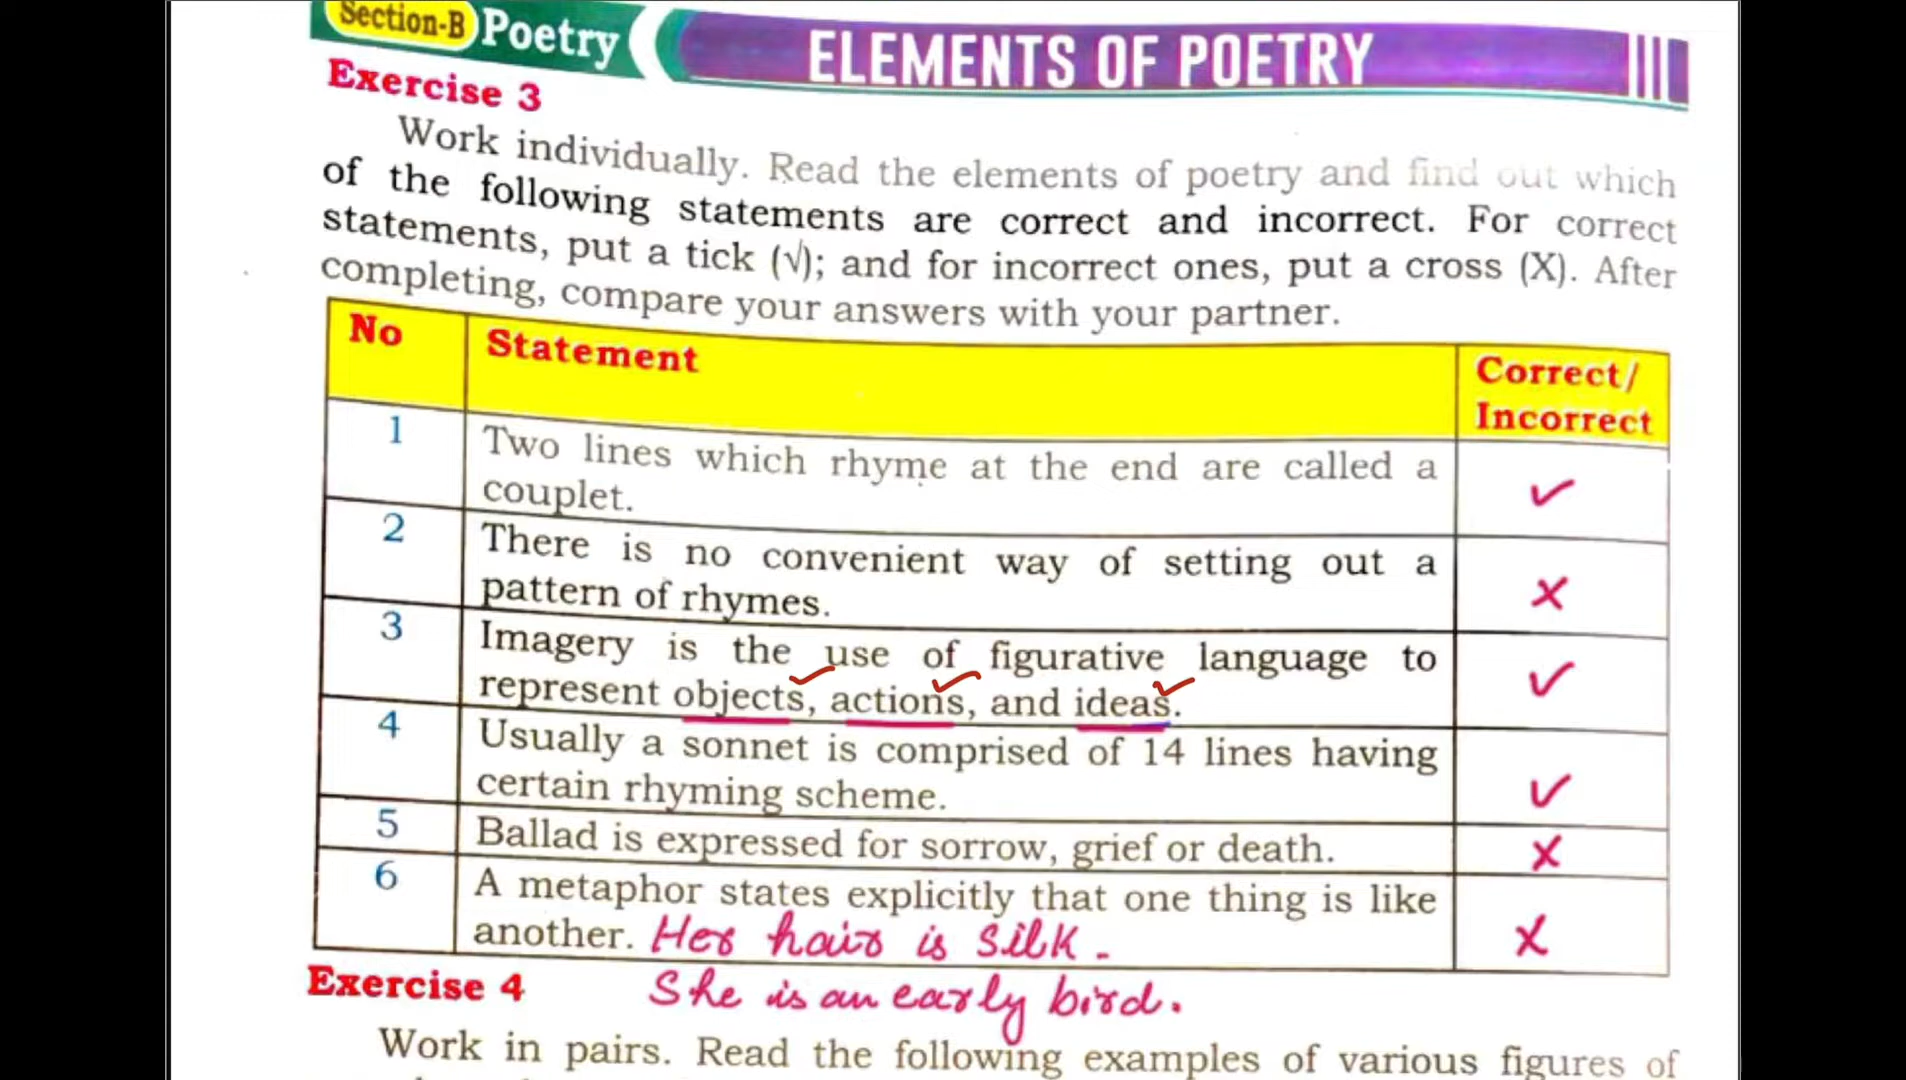 Section-B Poetry ELEMENTS OF POETRY
Exercise 3
Work individually. Read the elements of poetry and find out which
of the following statements are correct and incorrect. For correct
statements, put a tick (√); and for incorrect ones, put a cross (X). After
completing, compare your answers with your partner.
No Statement Correct/
Incorrect
1 Two lines which rhyme at the end are called a
couplet. ✓
2 There is no convenient way of setting out a
pattern of rhymes. X
3 Imagery is the use of figurative language to
represent objects, actions, and ideas. ✓
4 Usually a sonnet is comprised of 14 lines having
certain rhyming scheme. ✓
5 Ballad is expressed for sorrow, grief or death. X
6 A metaphor states explicitly that one thing is like
another. Her hair is silk. X
She is an early bird.
Exercise 4
Work in pairs. Read the following examples of various figures of